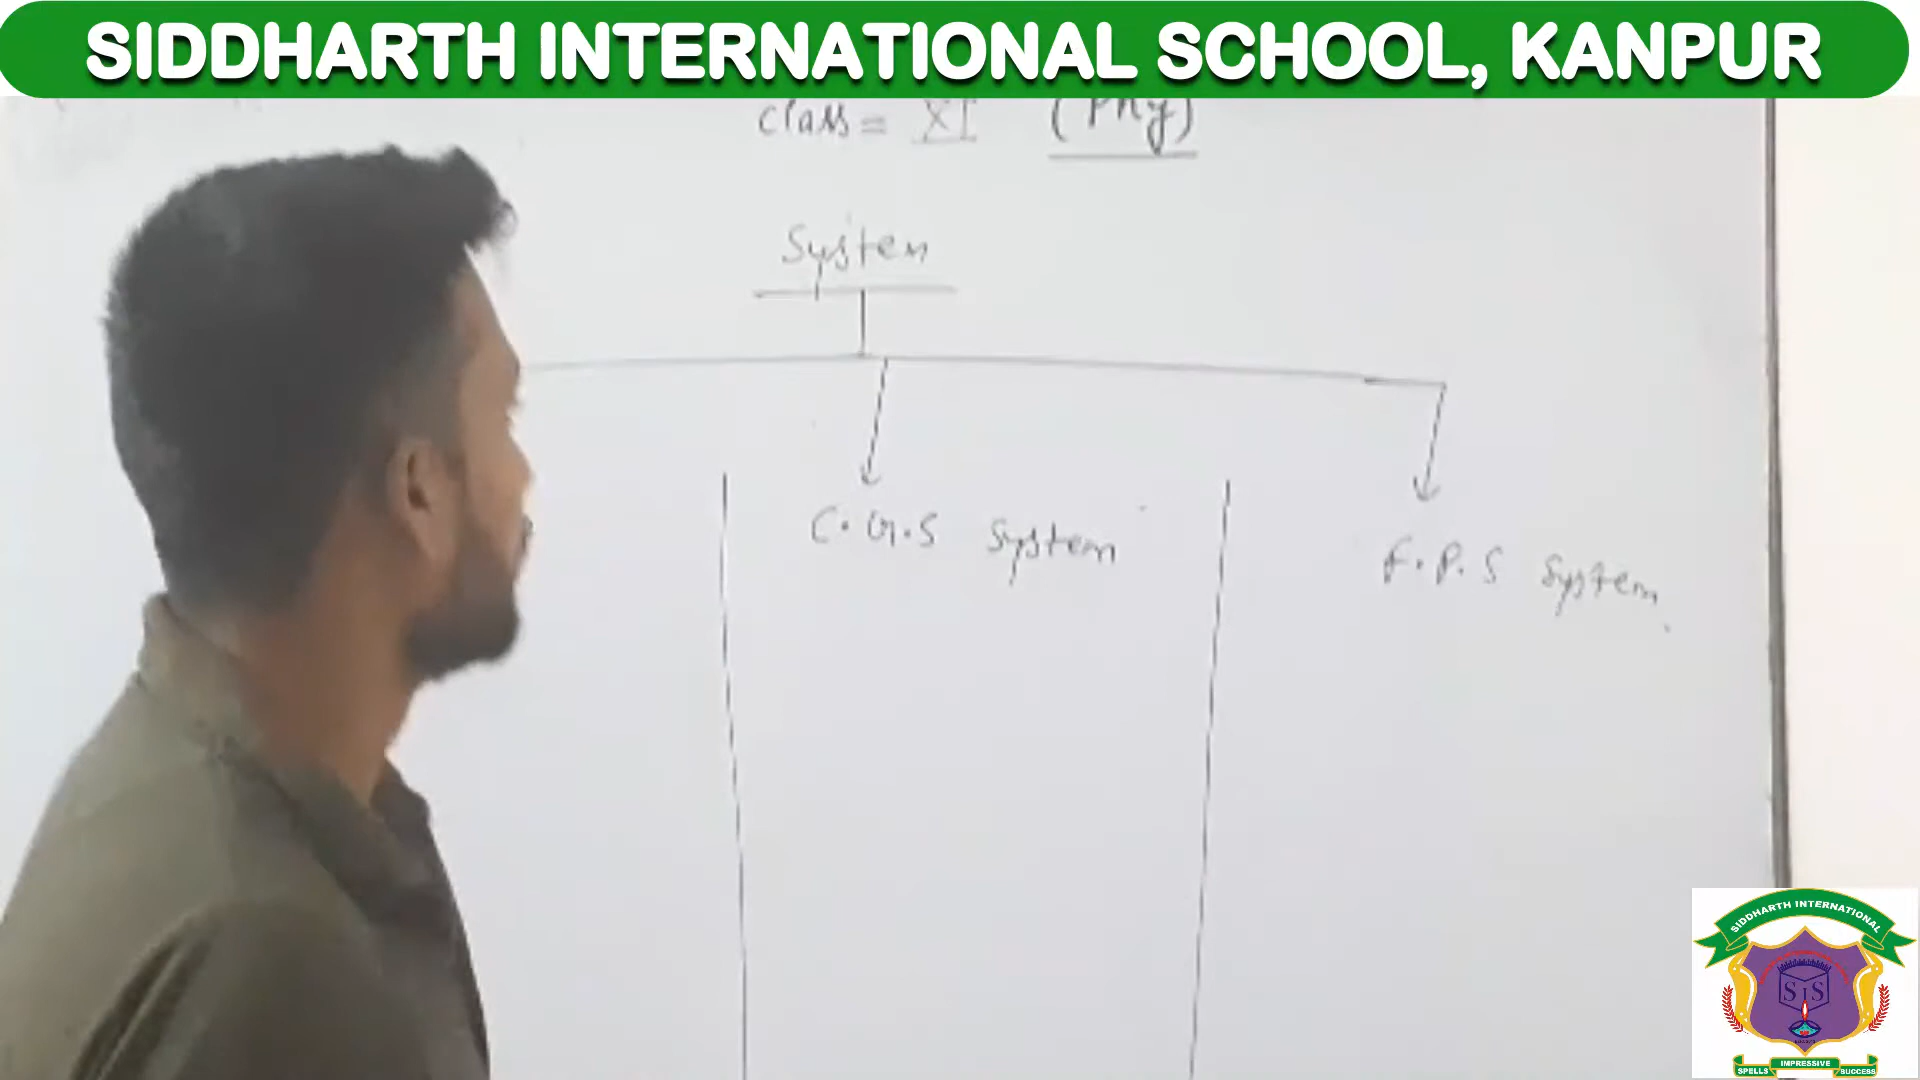 SIDDHARTH INTERNATIONAL SCHOOL, KANPUR
Class = XI (Phy)
System
C.G.S System
F.P.S System
SIDDHARTH INTERNATIONAL
SIS
SPELLS IMPRESSIVE SUCCESS